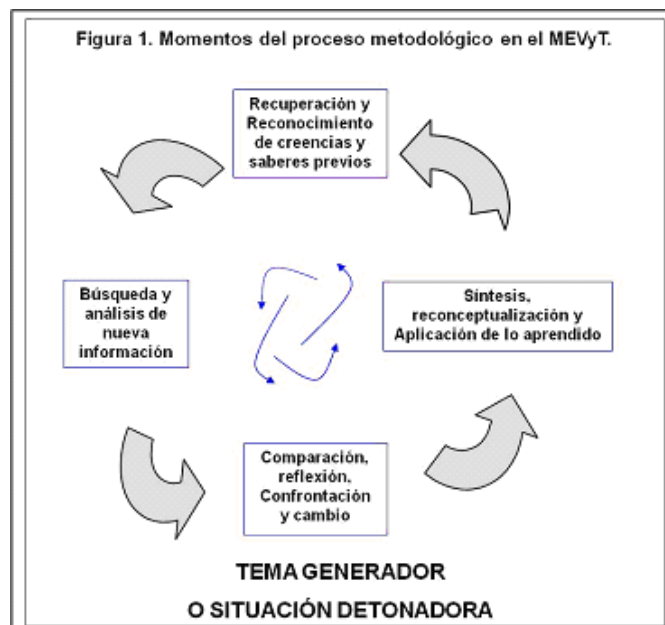 Figura 1. Momentos del proceso metodológico en el MEVyT.
Recuperación y
Reconocimiento
de creencias y
saberes previos
Búsqueda y
análisis de
nueva
información
Síntesis,
reconceptualización y
Aplicación de lo aprendido
Comparación,
reflexión,
Confrontación
y cambio
TEMA GENERADOR
O SITUACIÓN DETONADORA